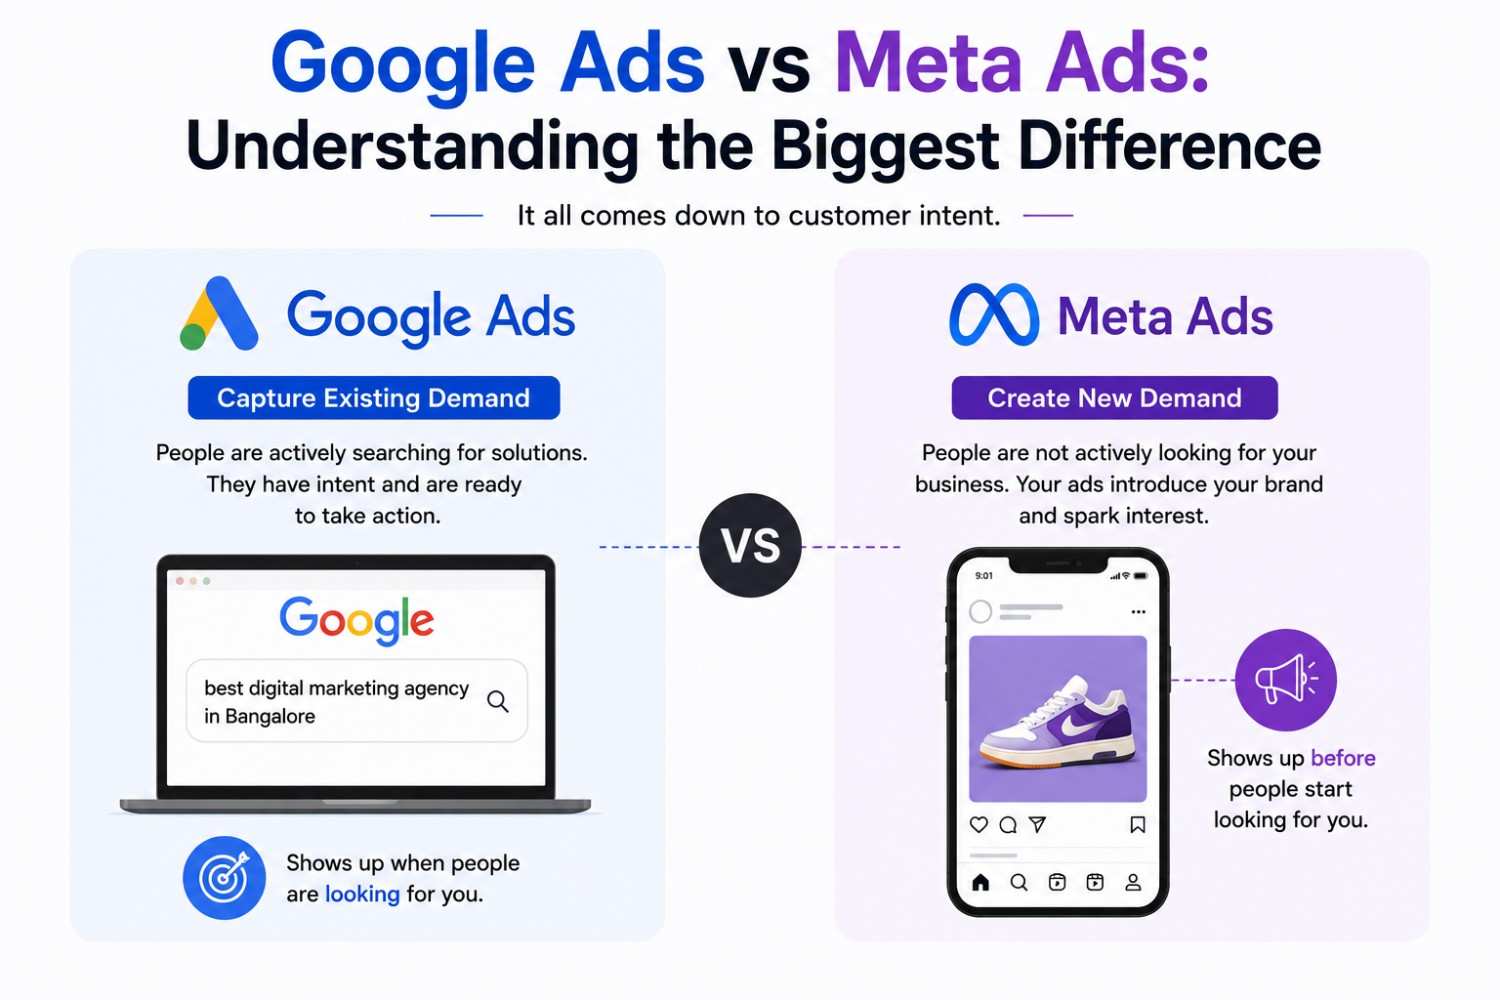 Google Ads vs Meta Ads:
Understanding the Biggest Difference
It all comes down to customer intent.
Google Ads
Capture Existing Demand
People are actively searching for solutions.
They have intent and are ready
to take action.
Google
best digital marketing agency
in Bangalore
Shows up when people
are looking for you.
VS
Meta Ads
Create New Demand
People are not actively looking for your
business. Your ads introduce your brand
and spark interest.
9:01
Shows up before
people start
looking for you.